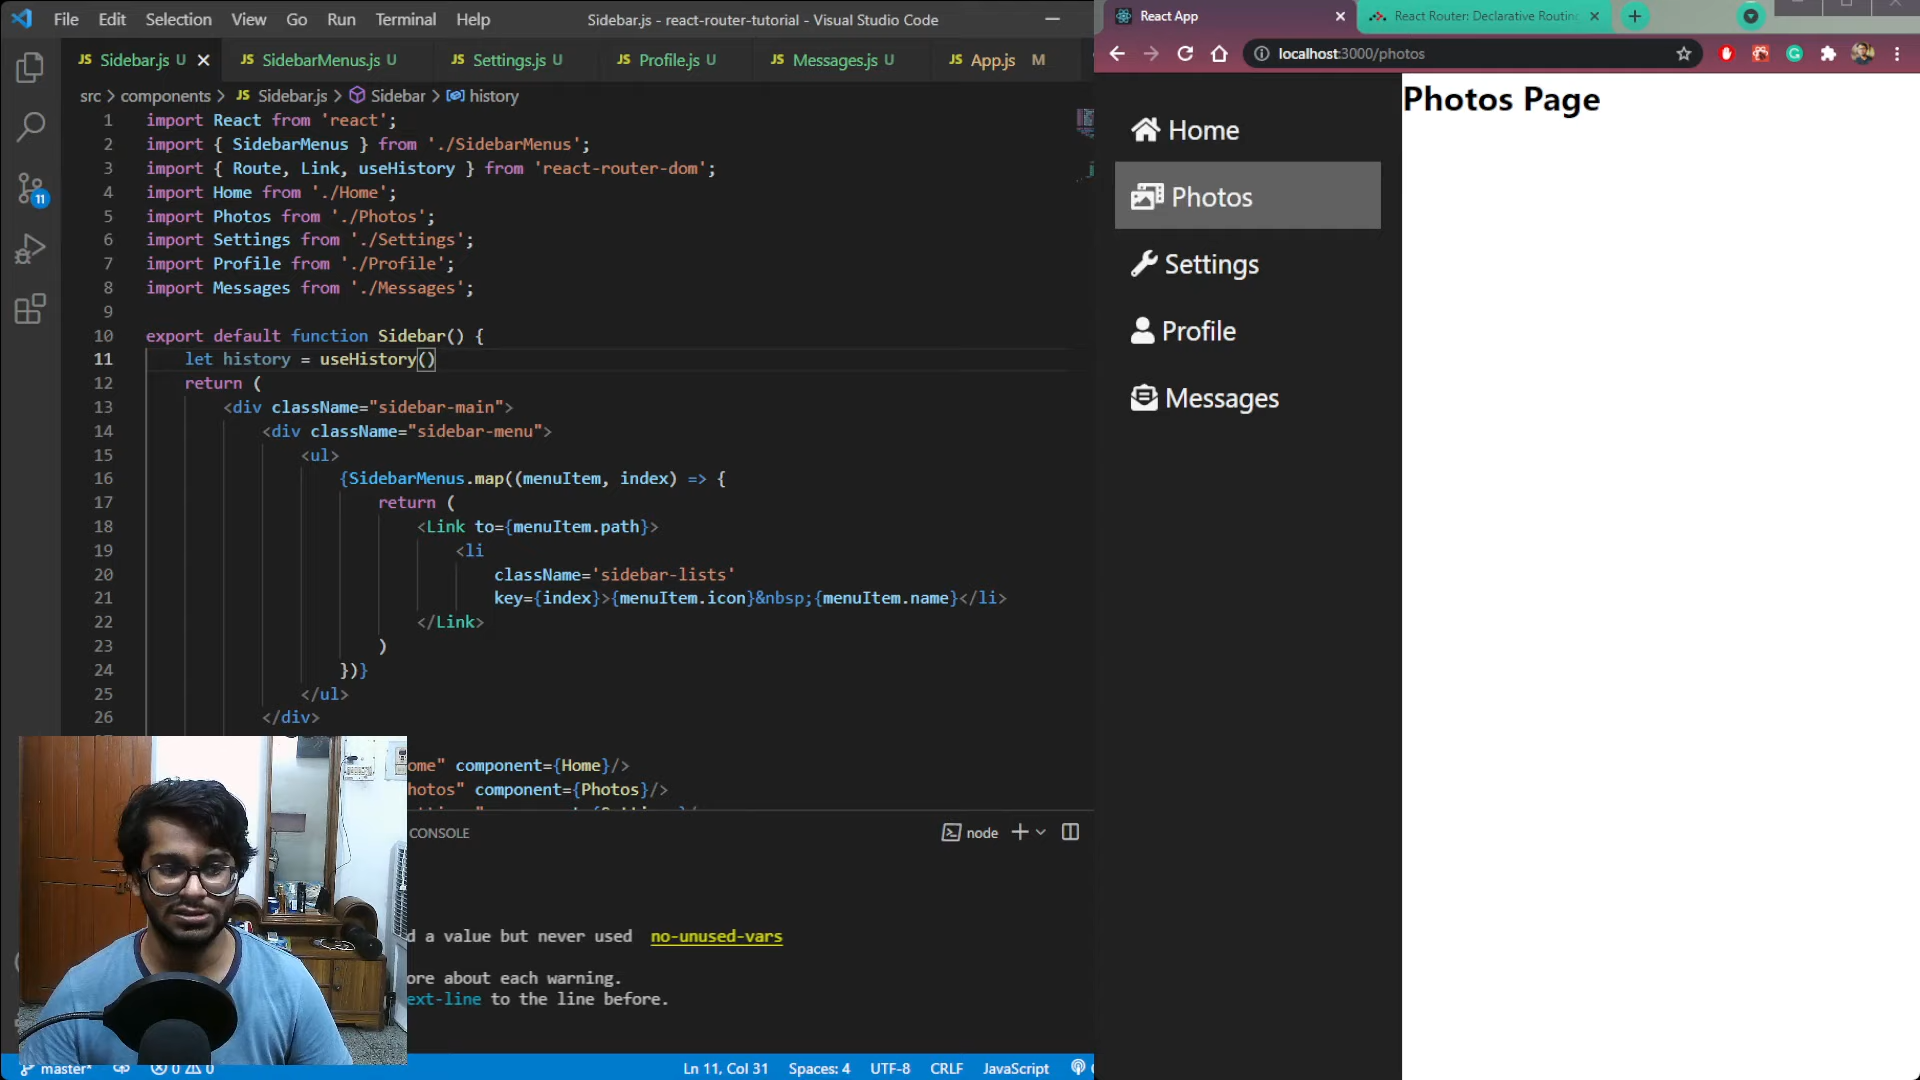 File Edit Selection View Go Run Terminal Help
Sidebar.js - react-router-tutorial - Visual Studio Code
JS Sidebar.js U
JS SidebarMenus.js U
JS Settings.js U
JS Profile.js U
JS Messages.js U
JS App.js M
src > components > JS Sidebar.js > Sidebar > history
1 import React from 'react';
2 import { SidebarMenus } from './SidebarMenus';
3 import { Route, Link, useHistory } from 'react-router-dom';
4 import Home from './Home';
5 import Photos from './Photos';
6 import Settings from './Settings';
7 import Profile from './Profile';
8 import Messages from './Messages';
9
10 export default function Sidebar() {
11 let history = useHistory()
12 return (
13 <div className="sidebar-main">
14 <div className="sidebar-menu">
15 <ul>
16 {SidebarMenus.map((menuItem, index) => {
17 return (
18 <Link to={menuItem.path}>
19 <li
20 className='sidebar-lists'
21 key={index}>{menuItem.icon}&nbsp;{menuItem.name}</li>
22 </Link>
23 )
24 })}
25 </ul>
26 </div>
ome" component={Home}/>
hotos" component={Photos}/>
11
CONSOLE
node
d a value but never used no-unused-vars
ore about each warning.
ext-line to the line before.
master* 0 0
Ln 11, Col 31 Spaces: 4 UTF-8 CRLF JavaScript
React App
React Router: Declarative Routing
localhost:3000/photos
Home
Photos
Settings
Profile
Messages
Photos Page